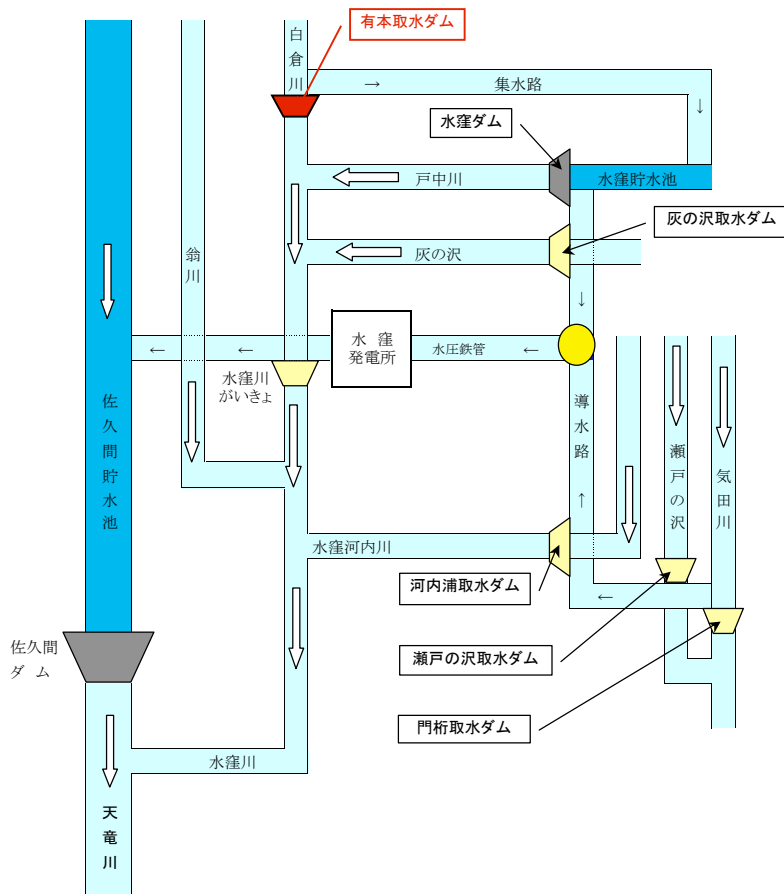 有本取水ダム
白倉川
→
集水路
↓
水窪ダム
戸中川
水窪貯水池
灰の沢取水ダム
翁川
灰の沢
↓
水窪
発電所
水圧鉄管
←
←
←
水窪川
がいきょ
佐久間貯水池
導水路
↑
瀬戸の沢
気田川
水窪河内川
河内浦取水ダム
←
佐久間
ダム
瀬戸の沢取水ダム
門桁取水ダム
水窪川
天竜川